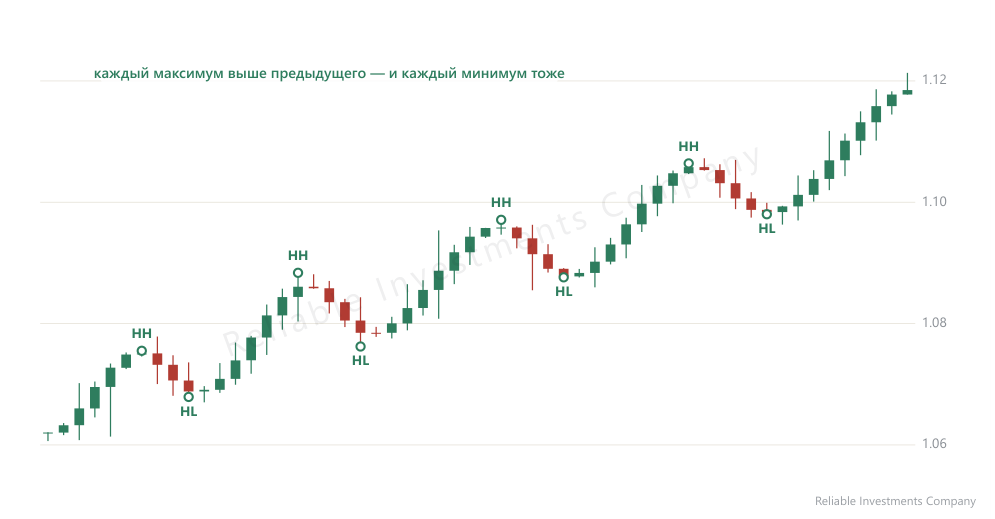 каждый максимум выше предыдущего — и каждый минимум тоже
1.12
HH
HH
1.10
HL
HH
HL
HH
1.08
HL
HL
1.06
Reliable Investments Company
Reliable Investments Company